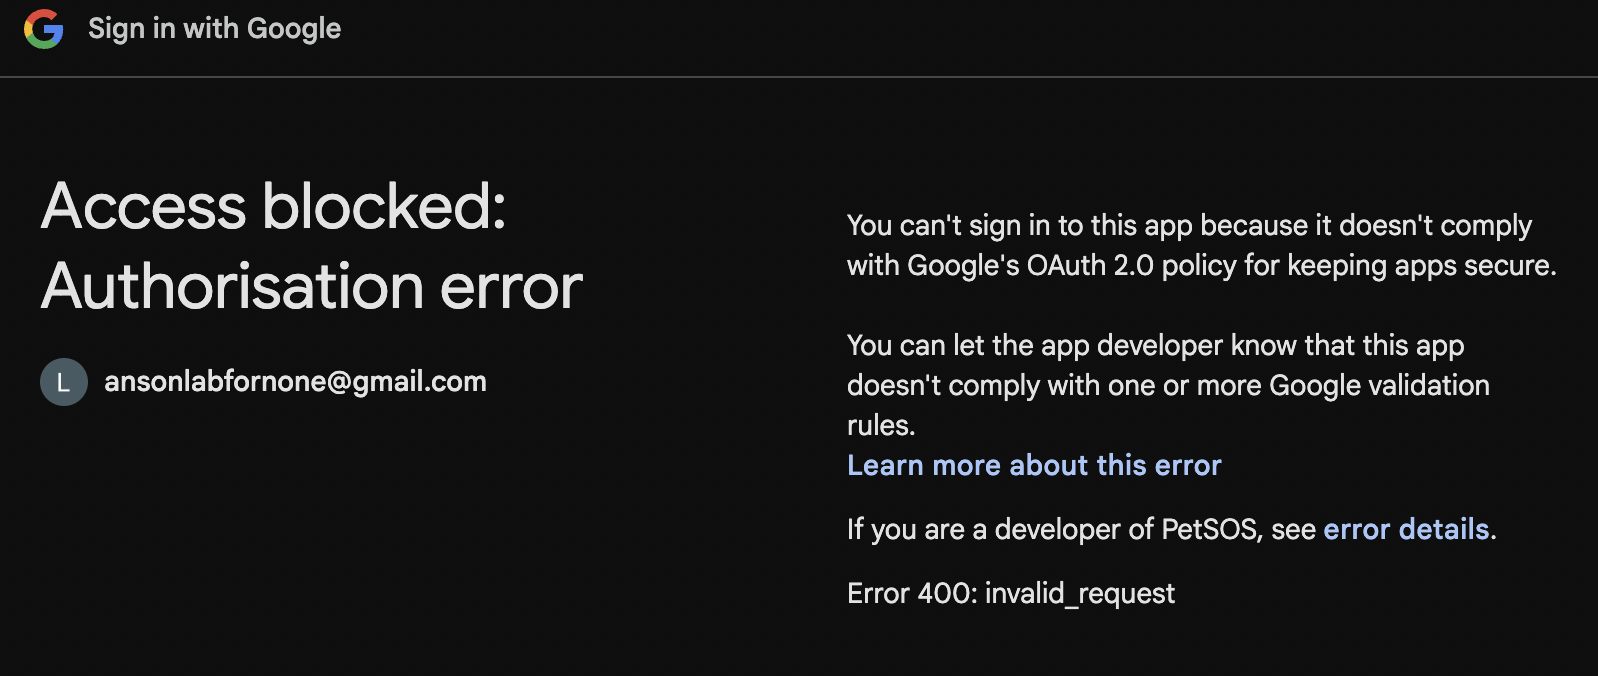 Sign in with Google
Access blocked:
Authorisation error
L
ansonlabfornone@gmail.com
You can't sign in to this app because it doesn't comply
with Google's OAuth 2.0 policy for keeping apps secure.
You can let the app developer know that this app
doesn't comply with one or more Google validation
rules.
Learn more about this error
If you are a developer of PetSOS, see error details.
Error 400: invalid_request